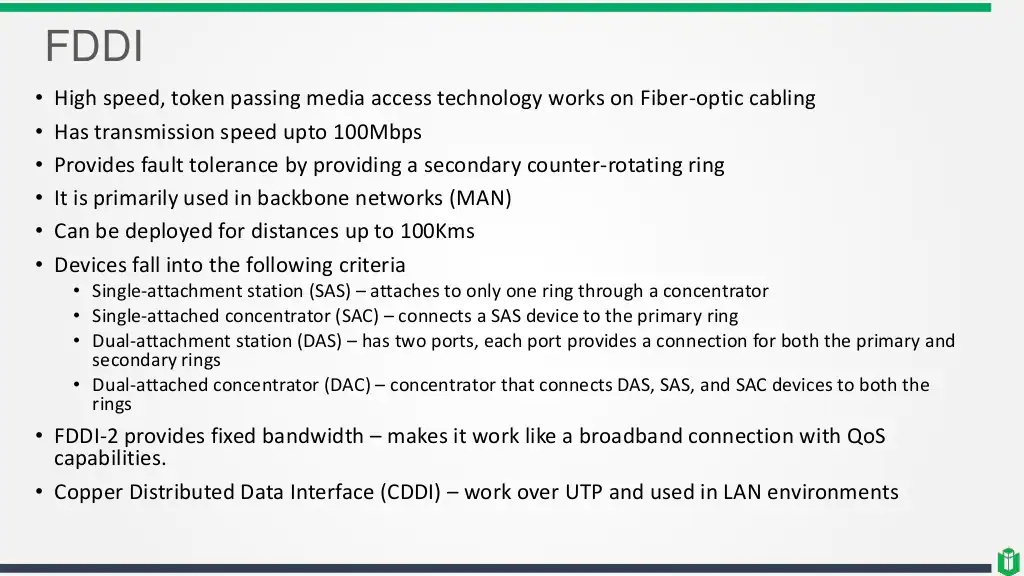 FDDI
• High speed, token passing media access technology works on Fiber-optic cabling
• Has transmission speed upto 100Mbps
• Provides fault tolerance by providing a secondary counter-rotating ring
• It is primarily used in backbone networks (MAN)
• Can be deployed for distances up to 100Kms
• Devices fall into the following criteria
• Single-attachment station (SAS) – attaches to only one ring through a concentrator
• Single-attached concentrator (SAC) – connects a SAS device to the primary ring
• Dual-attachment station (DAS) – has two ports, each port provides a connection for both the primary and
secondary rings
• Dual-attached concentrator (DAC) – concentrator that connects DAS, SAS, and SAC devices to both the
rings
• FDDI-2 provides fixed bandwidth – makes it work like a broadband connection with QoS
capabilities.
• Copper Distributed Data Interface (CDDI) – work over UTP and used in LAN environments